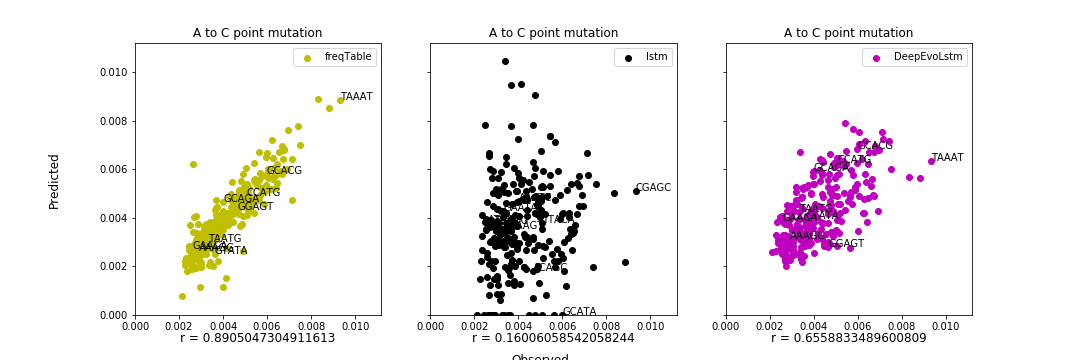 A to C point mutation
A to C point mutation
A to C point mutation
freqTable
lstm
DeepEvoLstm
Predicted
0.010
0.008
0.006
0.004
0.002
0.000
TAAAT
GCACG
CCATG
GCAGA
GGAGT
TAATG
CGAGC
GCATA
TAAAT
GCACG
GCAGA
TAATG
GGAGT
0.000 0.002 0.004 0.006 0.008 0.010
0.000 0.002 0.004 0.006 0.008 0.010
0.000 0.002 0.004 0.006 0.008 0.010
r = 0.8905047304911613
r = 0.16006058542058244
r = 0.6558833489600809